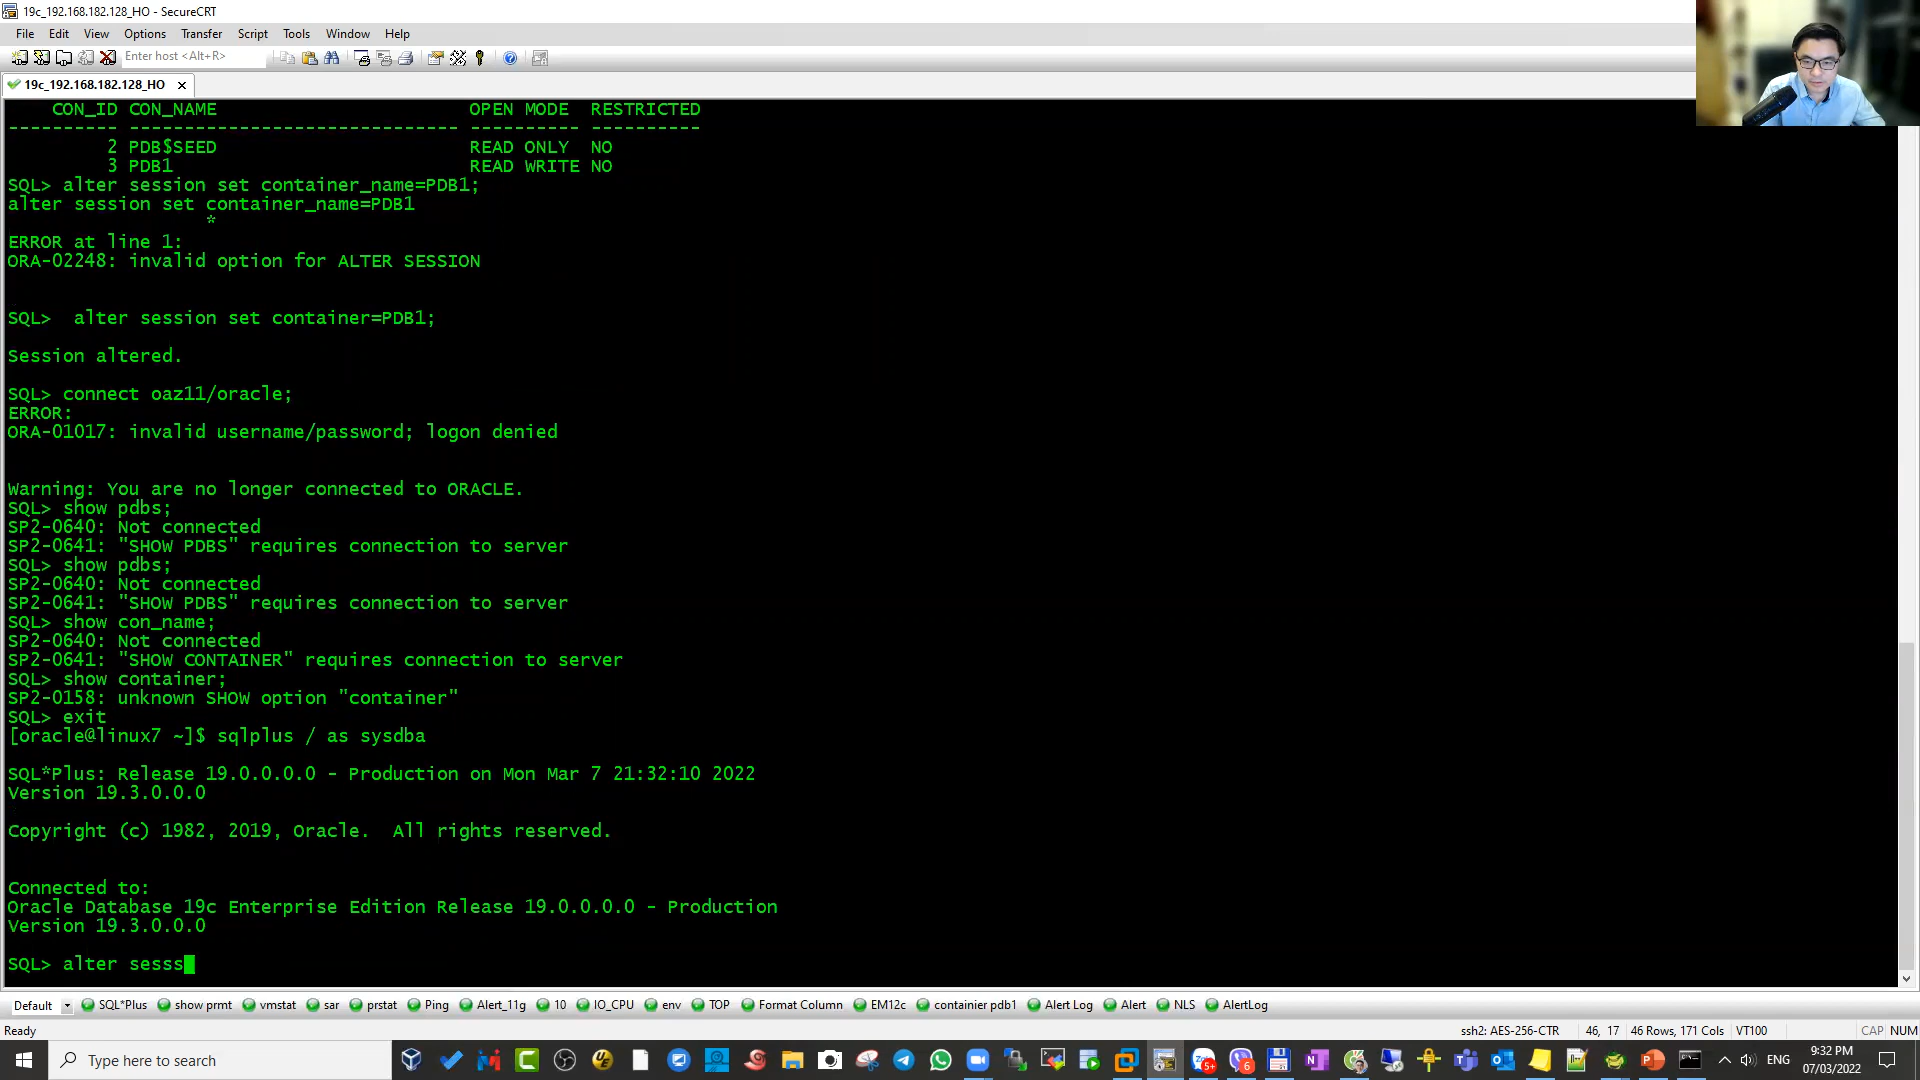 19c_192.168.182.128_HO - SecureCRT
File Edit View Options Transfer Script Tools Window Help
Enter host <Alt+R>
19c_192.168.182.128_HO
CON_ID CON_NAME OPEN MODE RESTRICTED
---------- ------------------------------ ---------- ----------
2 PDB$SEED READ ONLY NO
3 PDB1 READ WRITE NO
SQL> alter session set container_name=PDB1;
alter session set container_name=PDB1
*
ERROR at line 1:
ORA-02248: invalid option for ALTER SESSION
SQL>  alter session set container=PDB1;
Session altered.
SQL> connect oaz11/oracle;
ERROR:
ORA-01017: invalid username/password; logon denied
Warning: You are no longer connected to ORACLE.
SQL> show pdbs;
SP2-0640: Not connected
SP2-0641: "SHOW PDBS" requires connection to server
SQL> show pdbs;
SP2-0640: Not connected
SP2-0641: "SHOW PDBS" requires connection to server
SQL> show con_name;
SP2-0640: Not connected
SP2-0641: "SHOW CONTAINER" requires connection to server
SQL> show container;
SP2-0158: unknown SHOW option "container"
SQL> exit
[oracle@linux7 ~]$ sqlplus / as sysdba
SQL*Plus: Release 19.0.0.0.0 - Production on Mon Mar 7 21:32:10 2022
Version 19.3.0.0.0
Copyright (c) 1982, 2019, Oracle.  All rights reserved.
Connected to:
Oracle Database 19c Enterprise Edition Release 19.0.0.0.0 - Production
Version 19.3.0.0.0
SQL> alter sesss
Default SQL*Plus show prmt vmstat sar prstat Ping Alert_11g 10 IO_CPU env TOP Format Column EM12c containier pdb1 Alert Log Alert NLS AlertLog
Ready ssh2: AES-256-CTR 46, 17 46 Rows, 171 Cols VT100 CAP NUM
Type here to search ENG 9:32 PM
07/03/2022